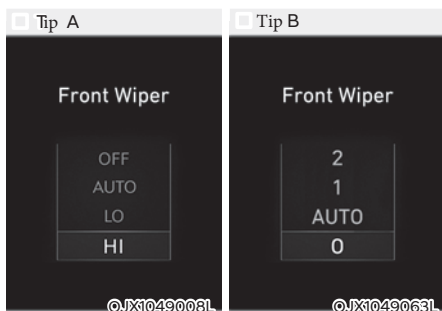 Tip A
Front Wiper
OFF
AUTO
LO
HI
OJX1049008L
Tip B
Front Wiper
2
1
AUTO
0
OJX1049063L